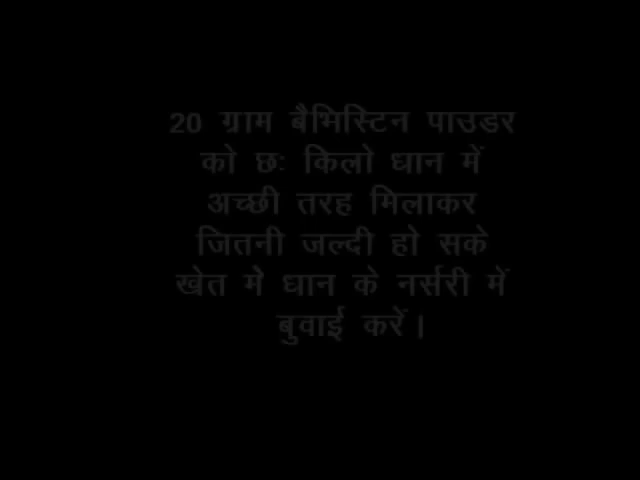 20 ग्राम बैभिस्टिन पाउडर
को छः किलो धान में
अच्छी तरह मिलाकर
जितनी जल्दी हो सके
खेत मेे धान के नर्सरी में
बुवाई करें।